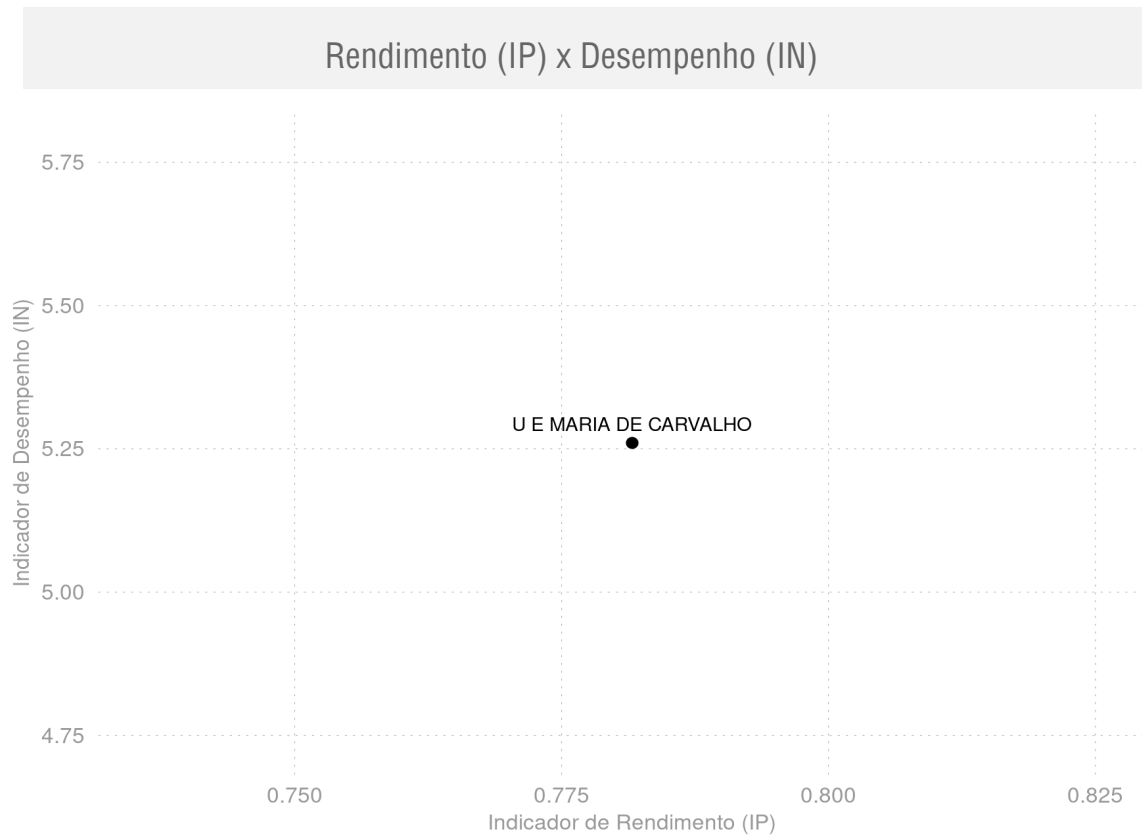 Rendimento (IP) x Desempenho (IN)
5.75
5.50
5.25
5.00
4.75
Indicador de Desempenho (IN)
U E MARIA DE CARVALHO
0.750 0.775 0.800 0.825
Indicador de Rendimento (IP)